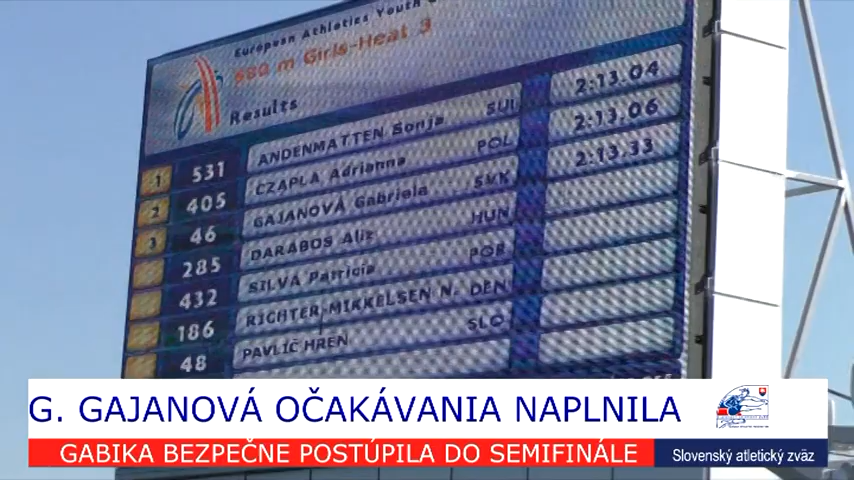 European Athletics Youth
800 m Girls-Heat 3
Results
1 531 ANDENMATTEN Sonja SUI 2:13.04
2 405 CZAPLA Adrianna POL 2:13.06
3 46 GAJANOVÁ Gabriela SVK 2:13.33
285 DARABOS Aliz HUN
432 SILVA Patricia POR
186 RICHTER MIKKELSEN N. DEN
48 PAVLIČ HREN SLO
G. GAJANOVÁ OČAKÁVANIA NAPLNILA
GABIKA BEZPEČNE POSTÚPILA DO SEMIFINÁLE
Slovenský atletický zväz